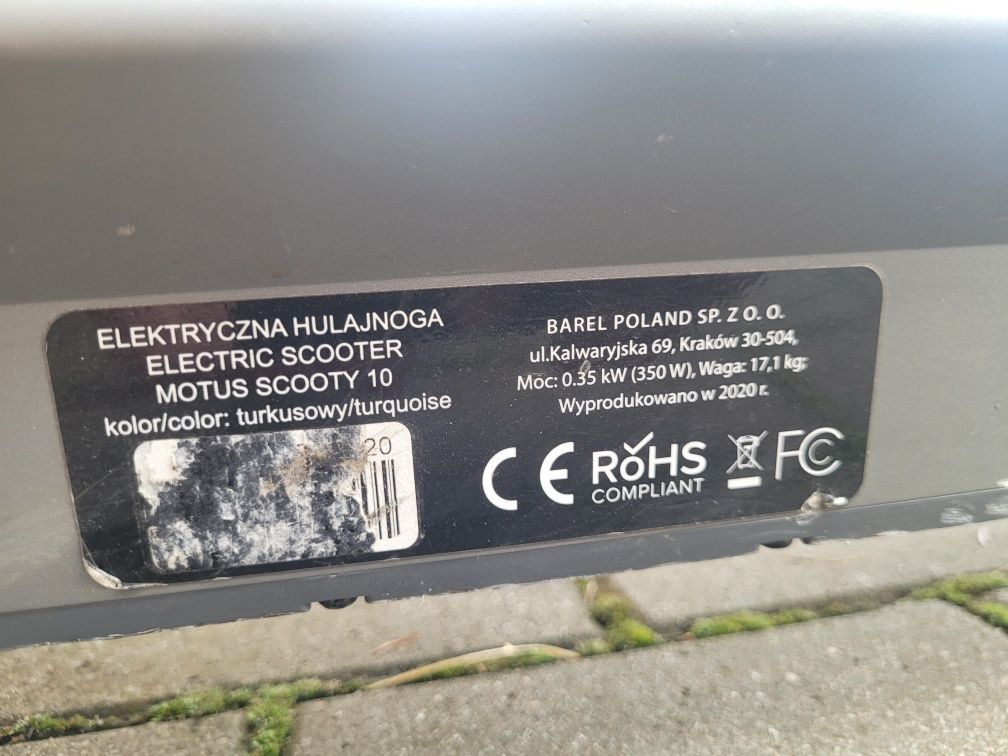 ELEKTRYCZNA HULAJNOGA
ELECTRIC SCOOTER
MOTUS SCOOTY 10
kolor/color: turkusowy/turquoise
20
BAREL POLAND SP. Z O. O.
ul.Kalwaryjska 69, Kraków 30-504,
Moc: 0.35 kW (350 W), Waga: 17,1 kg;
Wyprodukowano w 2020 r.
CE RoHS FC
COMPLIANT